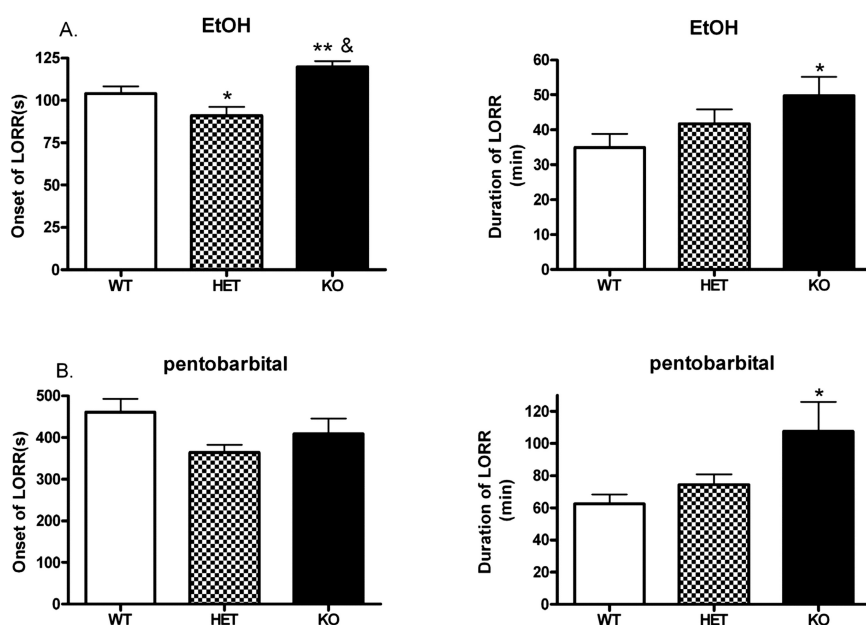 A.
EtOH
Onset of LORR(s)
125
100
75
50
25
0
*
** &
WT HET KO
EtOH
Duration of LORR
(min)
60
50
40
30
20
10
0
*
WT HET KO
B.
pentobarbital
Onset of LORR(s)
500
400
300
200
100
0
WT HET KO
pentobarbital
Duration of LORR
(min)
120
100
80
60
40
20
0
*
WT HET KO